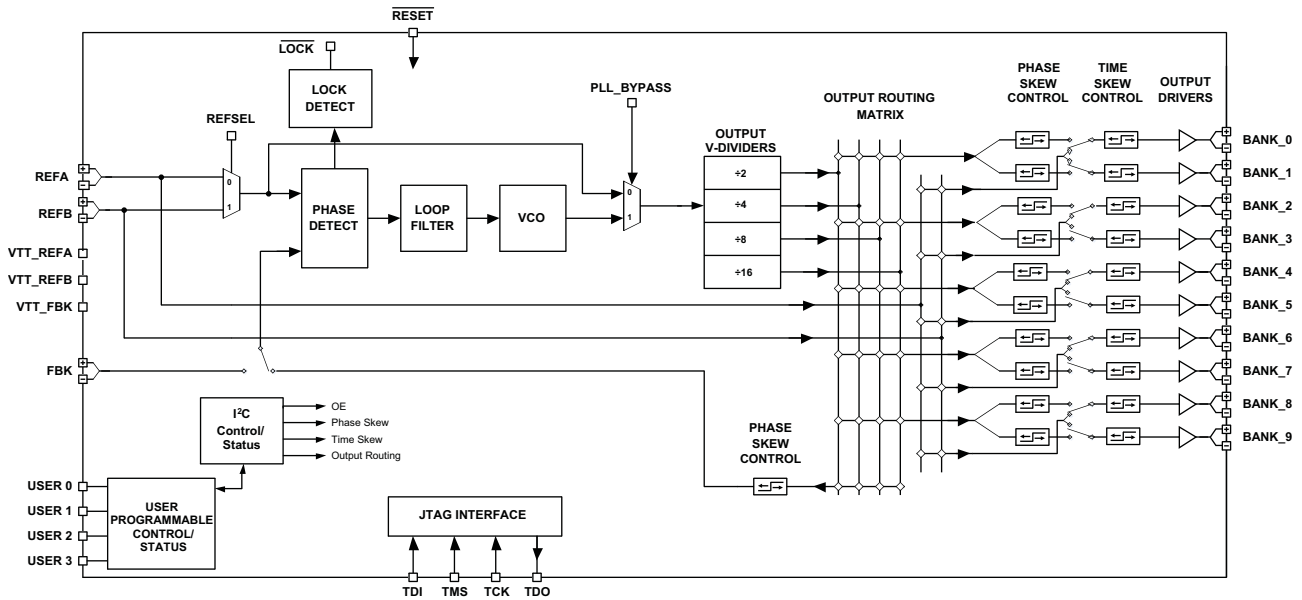 RESET
LOCK
LOCK
DETECT
REFSEL
PLL_BYPASS
OUTPUT ROUTING
MATRIX
PHASE
SKEW
CONTROL
TIME
SKEW
CONTROL
OUTPUT
DRIVERS
OUTPUT
V-DIVIDERS
÷2
÷4
÷8
÷16
REFA
+
-
REFB
+
-
0
1
PHASE
DETECT
LOOP
FILTER
VCO
0
1
VTT_REFA
VTT_REFB
VTT_FBK
FBK
+
-
I²C
Control/
Status
OE
Phase Skew
Time Skew
Output Routing
USER 0
USER 1
USER 2
USER 3
USER
PROGRAMMABLE
CONTROL/
STATUS
JTAG INTERFACE
TDI
TMS
TCK
TDO
PHASE
SKEW
CONTROL
+
-
BANK_0
+
-
BANK_1
+
-
BANK_2
+
-
BANK_3
+
-
BANK_4
+
-
BANK_5
+
-
BANK_6
+
-
BANK_7
+
-
BANK_8
+
-
BANK_9